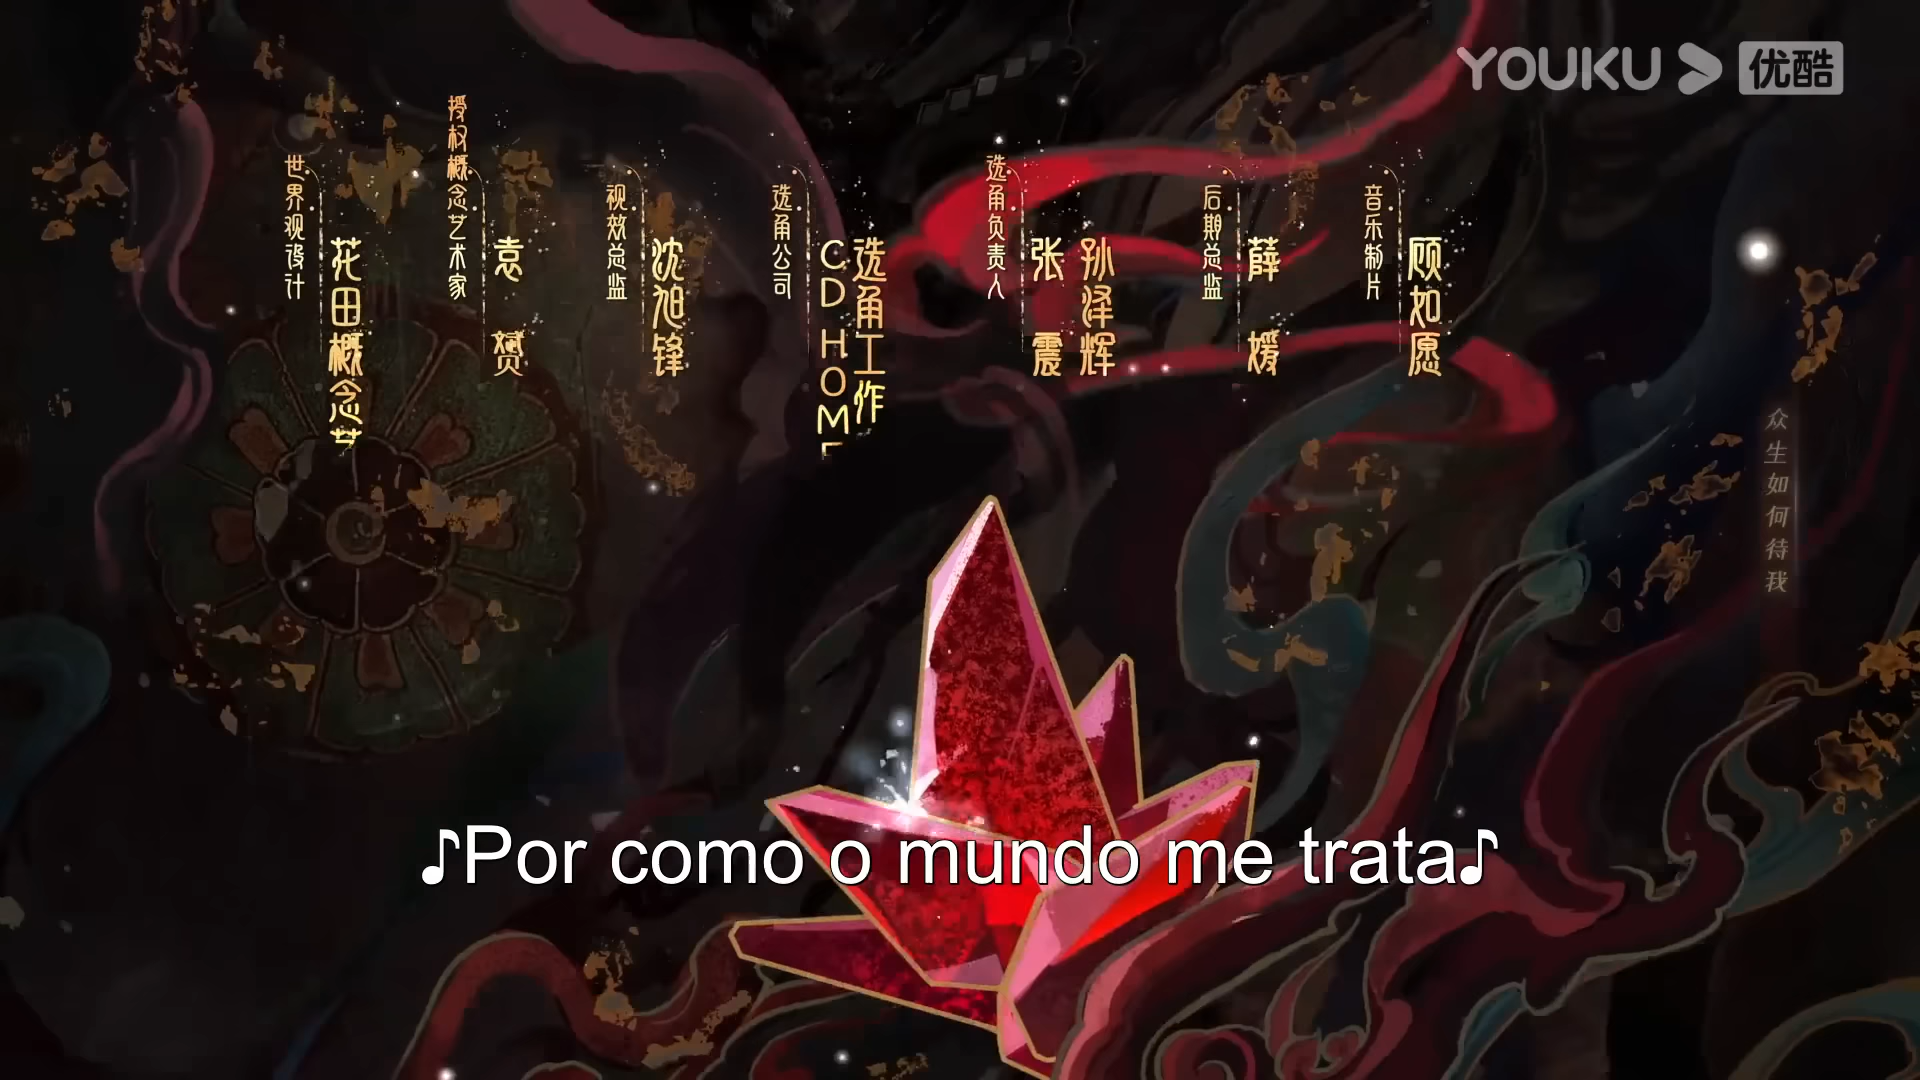 YOUKU 优酷
世界观设计
花田概念艺
授权概念艺术家
袁赟
视效总监
沈旭锋
选角公司
选角工作
CD HOME
选角负责人
张震
孙泽辉
后期总监
薛媛
音乐制片
顾如愿
众生如何待我
♪Por como o mundo me trata♪